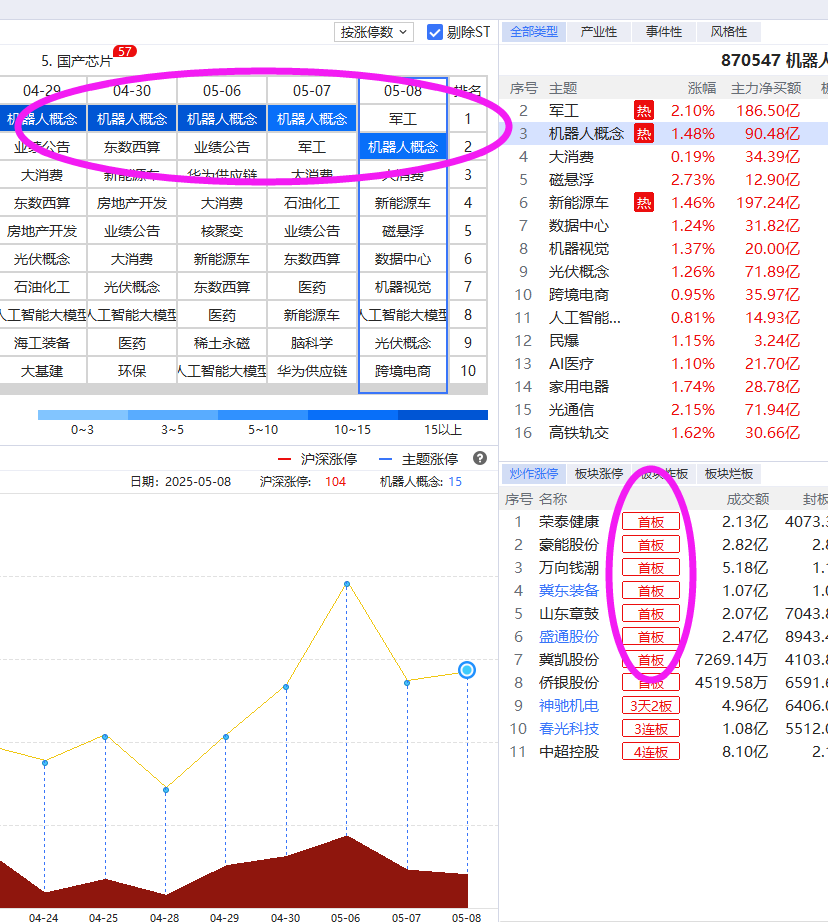 按涨停数 剔除ST
全部类型 产业性 事件性 风格性
5. 国产芯片 57
870547 机器人
04-29 04-30 05-06 05-07 05-08 排名
机器人概念 机器人概念 机器人概念 机器人概念 军工 1
业绩公告 东数西算 业绩公告 军工 机器人概念 2
大消费 新能源车 华为供应链 大消费 大消费 3
东数西算 房地产开发 大消费 石油化工 新能源车 4
房地产开发 业绩公告 核聚变 业绩公告 磁悬浮 5
光伏概念 大消费 新能源车 东数西算 数据中心 6
石油化工 光伏概念 东数西算 医药 机器视觉 7
人工智能大模型 人工智能大模型 医药 新能源车 人工智能大模型 8
海工装备 医药 稀土永磁 脑科学 光伏概念 9
大基建 环保 人工智能大模型 华为供应链 跨境电商 10
0~3 3~5 5~10 10~15 15以上
沪深涨停 主题涨停 ?
日期: 2025-05-08 沪深涨停: 104 机器人概念: 15
04-24 04-25 04-28 04-29 04-30 05-06 05-07 05-08
序号 主题 涨幅 主力净买额
2 军工 热 2.10% 186.50亿
3 机器人概念 热 1.48% 90.48亿
4 大消费 0.19% 34.39亿
5 磁悬浮 2.73% 12.90亿
6 新能源车 热 1.46% 197.24亿
7 数据中心 1.24% 31.82亿
8 机器视觉 1.37% 20.00亿
9 光伏概念 1.26% 71.89亿
10 跨境电商 0.95% 35.97亿
11 人工智能... 0.81% 14.93亿
12 民爆 1.15% 3.24亿
13 AI医疗 1.10% 21.70亿
14 家用电器 1.74% 28.78亿
15 光通信 2.15% 71.94亿
16 高铁轨交 1.62% 30.66亿
炒作涨停 板块涨停 板块炸板 板块烂板
序号 名称 成交额 封板
1 荣泰健康 首板 2.13亿 4073.3
2 豪能股份 首板 2.82亿 2.8
3 万向钱潮 首板 5.18亿 1.1
4 冀东装备 首板 1.07亿 1.0
5 山东章鼓 首板 2.07亿 7043.8
6 盛通股份 首板 2.47亿 8943.4
7 冀凯股份 首板 7269.14万 4103.8
8 侨银股份 首板 4519.58万 6591.6
9 神驰机电 3天2板 4.96亿 6406.0
10 春光科技 3连板 1.08亿 5512.0
11 中超控股 4连板 8.10亿 2.1